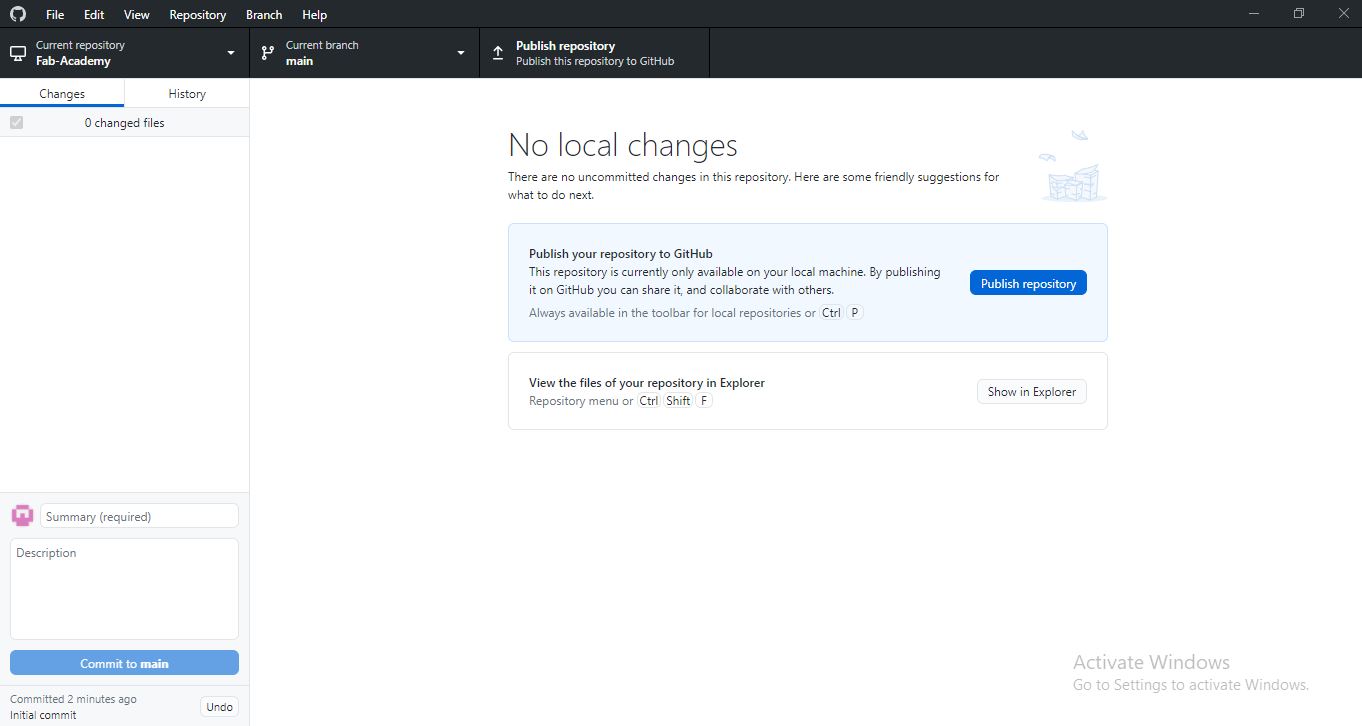 File Edit View Repository Branch Help
Current repository
Fab-Academy
Current branch
main
Publish repository
Publish this repository to GitHub
Changes History
0 changed files
No local changes
There are no uncommitted changes in this repository. Here are some friendly suggestions for
what to do next.
Publish your repository to GitHub
This repository is currently only available on your local machine. By publishing
it on GitHub you can share it, and collaborate with others.
Always available in the toolbar for local repositories or Ctrl P
Publish repository
View the files of your repository in Explorer
Repository menu or Ctrl Shift F
Show in Explorer
Summary (required)
Description
Commit to main
Committed 2 minutes ago
Initial commit
Undo
Activate Windows
Go to Settings to activate Windows.